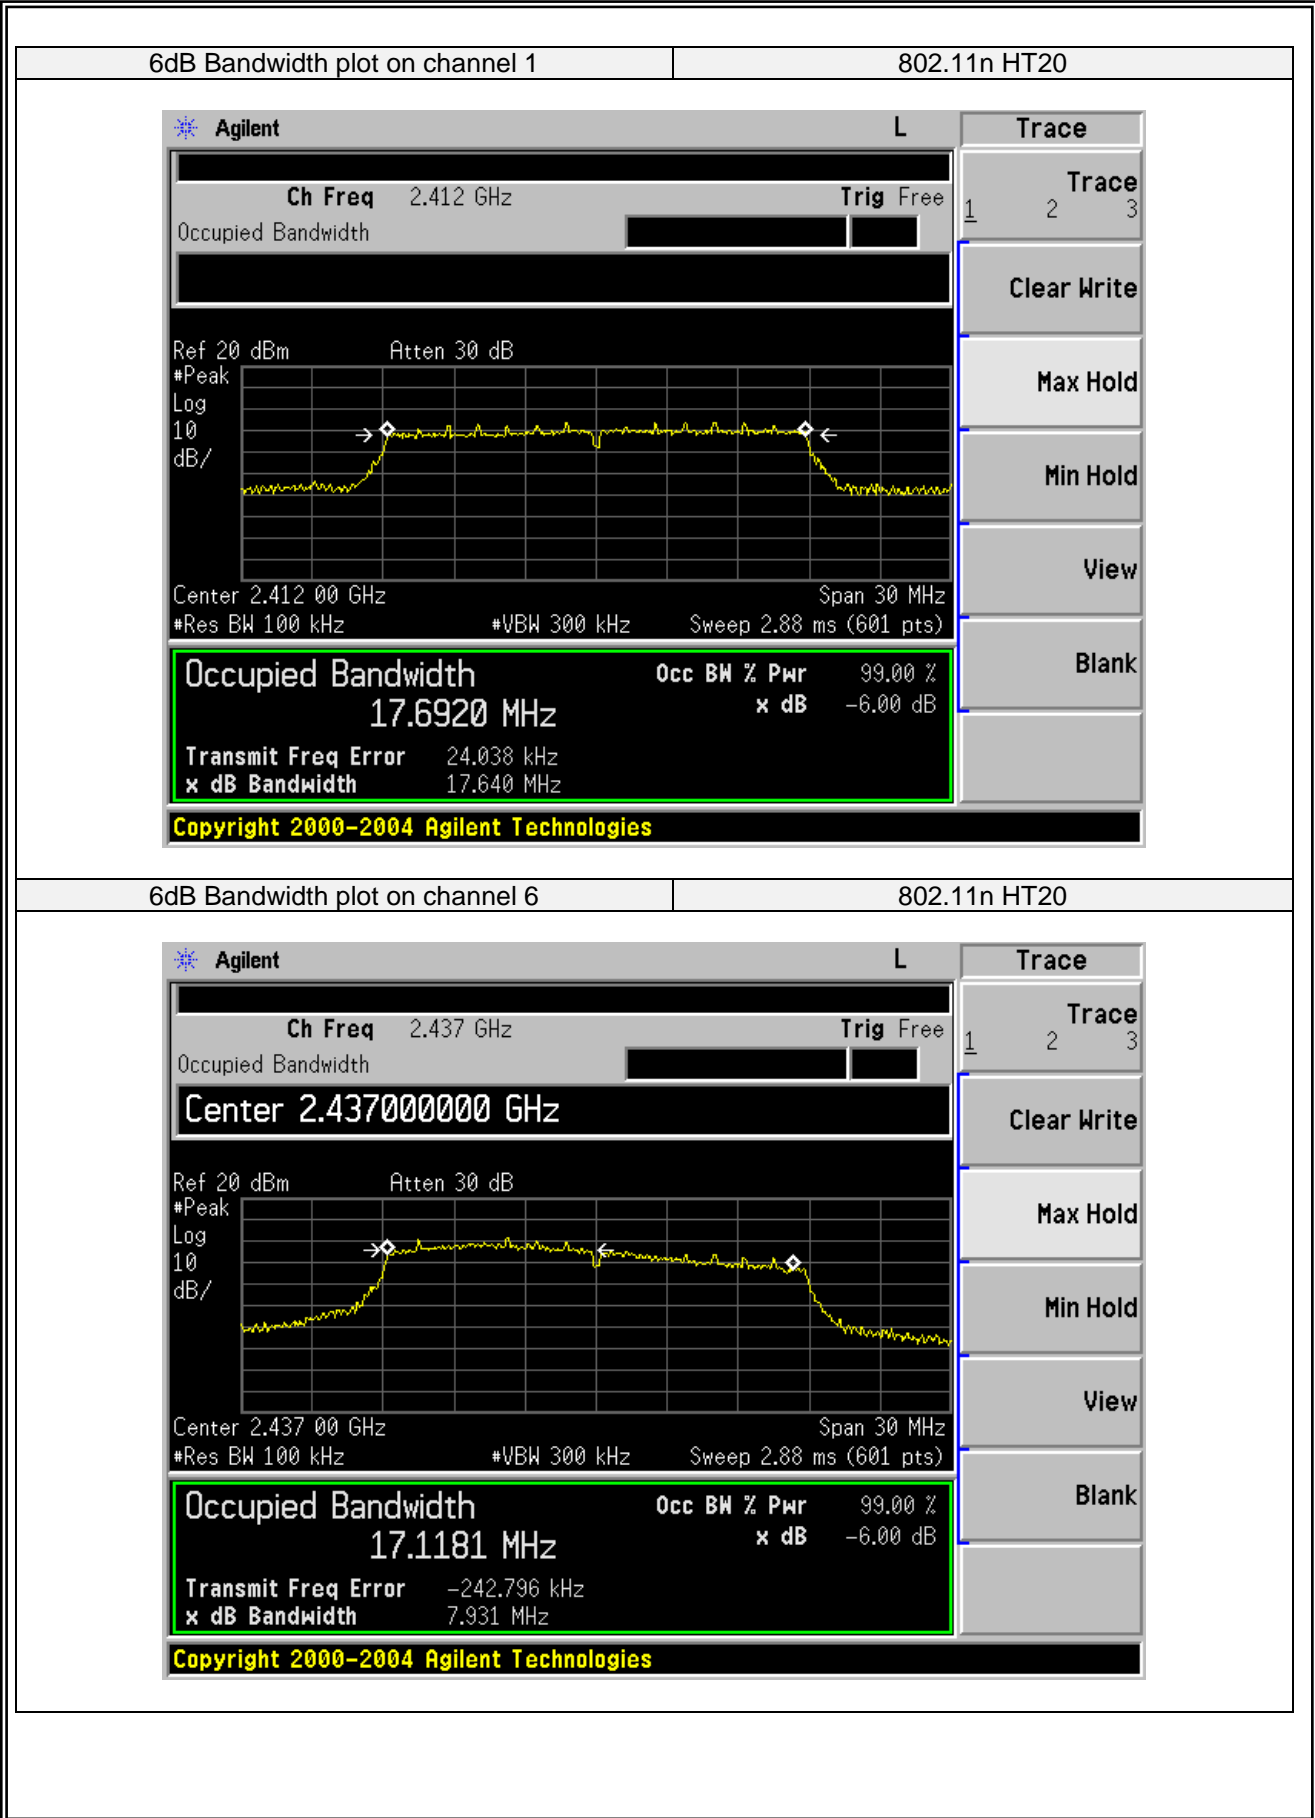 6dB Bandwidth plot on channel 1 802.11n HT20
Agilent L Trace
Ch Freq 2.412 GHz Trig Free
Occupied Bandwidth
Trace
1 2 3
Clear Write
Max Hold
Min Hold
View
Blank
Ref 20 dBm Atten 30 dB
#Peak
Log
10
dB/
Center 2.412 00 GHz Span 30 MHz
#Res BW 100 kHz #VBW 300 kHz Sweep 2.88 ms (601 pts)
Occupied Bandwidth Occ BW % Pwr 99.00 %
17.6920 MHz x dB -6.00 dB
Transmit Freq Error 24.038 kHz
x dB Bandwidth 17.640 MHz
Copyright 2000-2004 Agilent Technologies
6dB Bandwidth plot on channel 6 802.11n HT20
Agilent L Trace
Ch Freq 2.437 GHz Trig Free
Occupied Bandwidth
Center 2.437000000 GHz
Trace
1 2 3
Clear Write
Max Hold
Min Hold
View
Blank
Ref 20 dBm Atten 30 dB
#Peak
Log
10
dB/
Center 2.437 00 GHz Span 30 MHz
#Res BW 100 kHz #VBW 300 kHz Sweep 2.88 ms (601 pts)
Occupied Bandwidth Occ BW % Pwr 99.00 %
17.1181 MHz x dB -6.00 dB
Transmit Freq Error -242.796 kHz
x dB Bandwidth 7.931 MHz
Copyright 2000-2004 Agilent Technologies